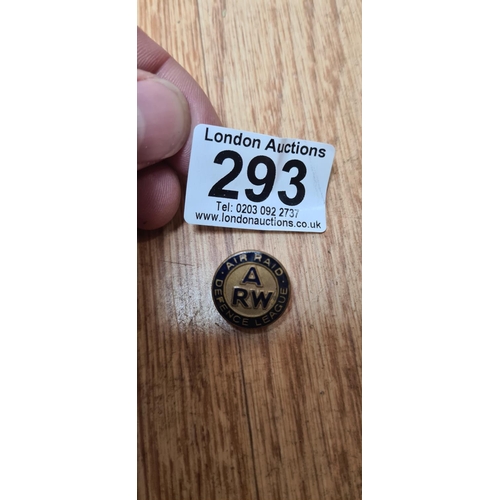 London Auctions
293
Tel: 0203 092 2737
www.londonauctions.co.uk
· AIR RAID ·
DEFENCE LEAGUE
A
RW